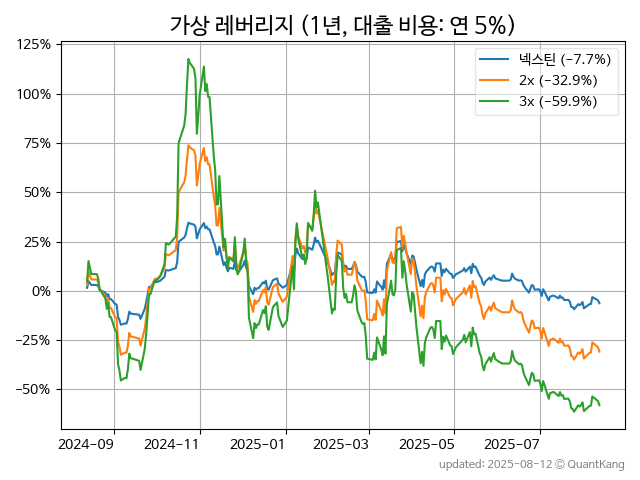 가상 레버리지 (1년, 대출 비용: 연 5%)
125%
100%
75%
50%
25%
0%
−25%
−50%
넥스틴 (−7.7%)
2x (−32.9%)
3x (−59.9%)
2024-09
2024-11
2025-01
2025-03
2025-05
2025-07
updated: 2025-08-12 © QuantKang